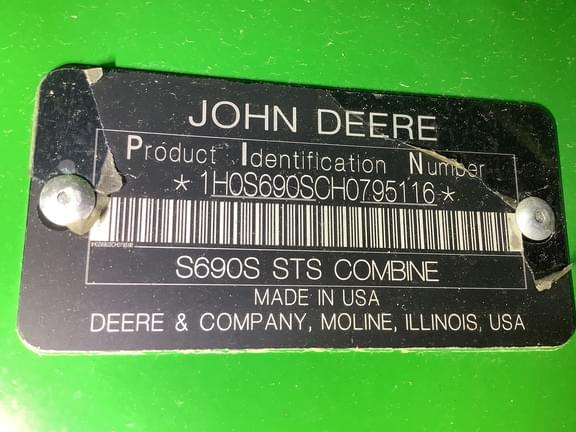 JOHN DEERE
Product Identification Number
*1H0S690SCH0795116*
S690S STS COMBINE
MADE IN USA
DEERE & COMPANY, MOLINE, ILLINOIS, USA